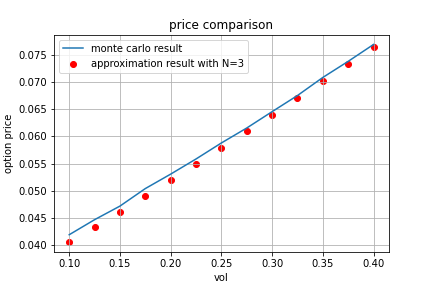 price comparison
monte carlo result
approximation result with N=3
option price
0.075
0.070
0.065
0.060
0.055
0.050
0.045
0.040
0.10 0.15 0.20 0.25 0.30 0.35 0.40
vol